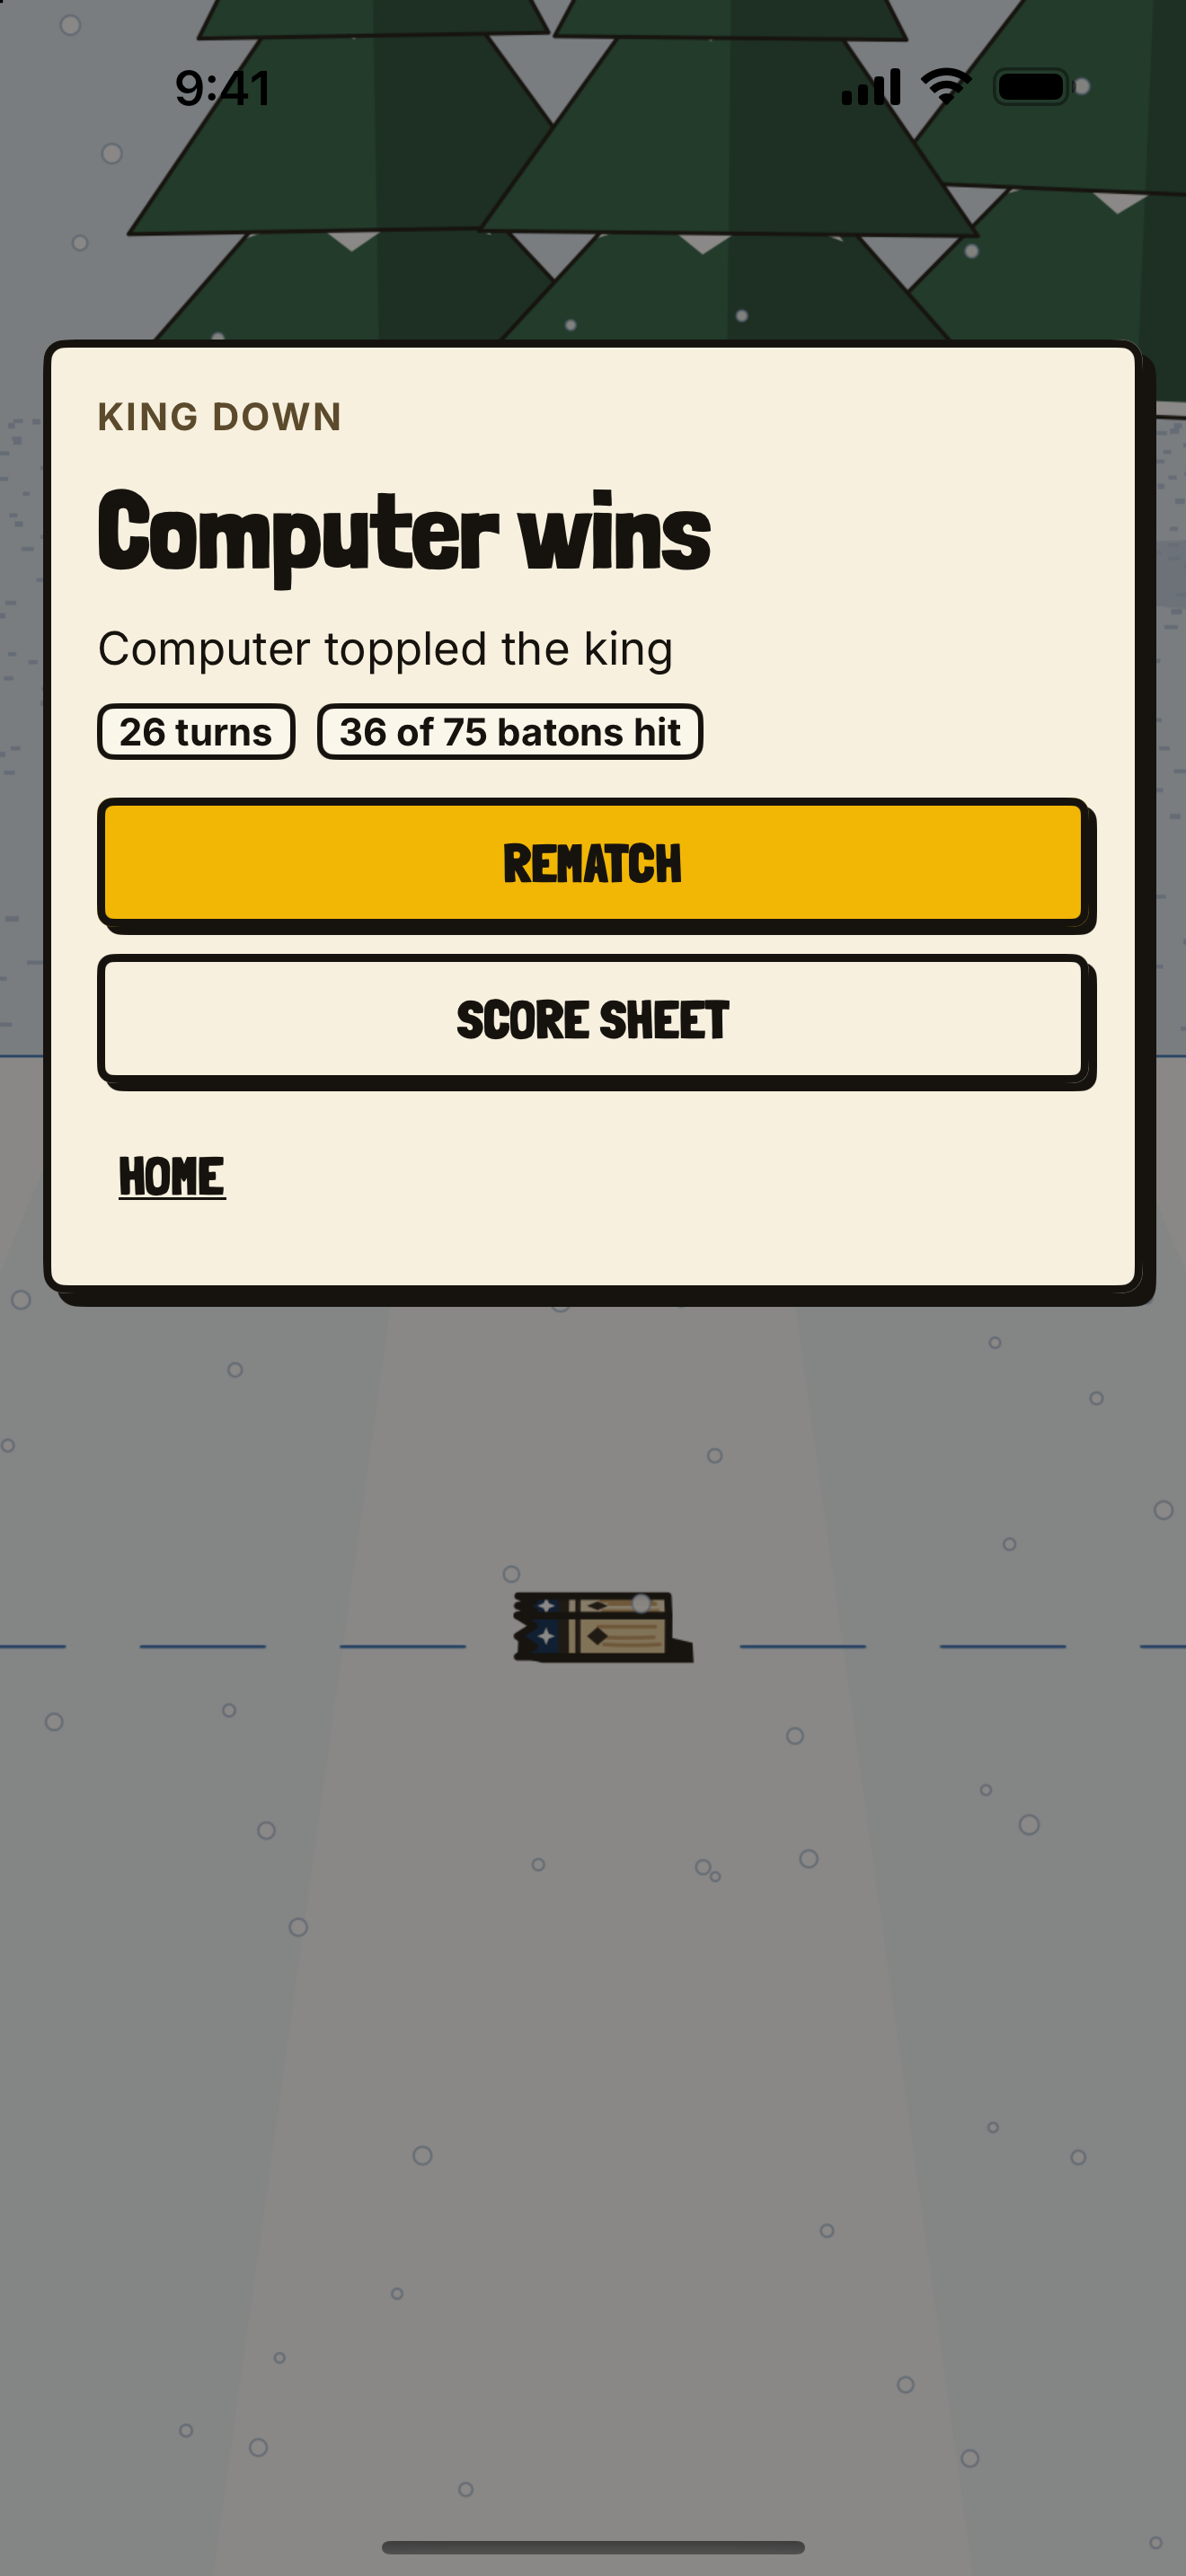 9:41
KING DOWN
Computer wins
Computer toppled the king
26 turns 36 of 75 batons hit
REMATCH
SCORE SHEET
HOME